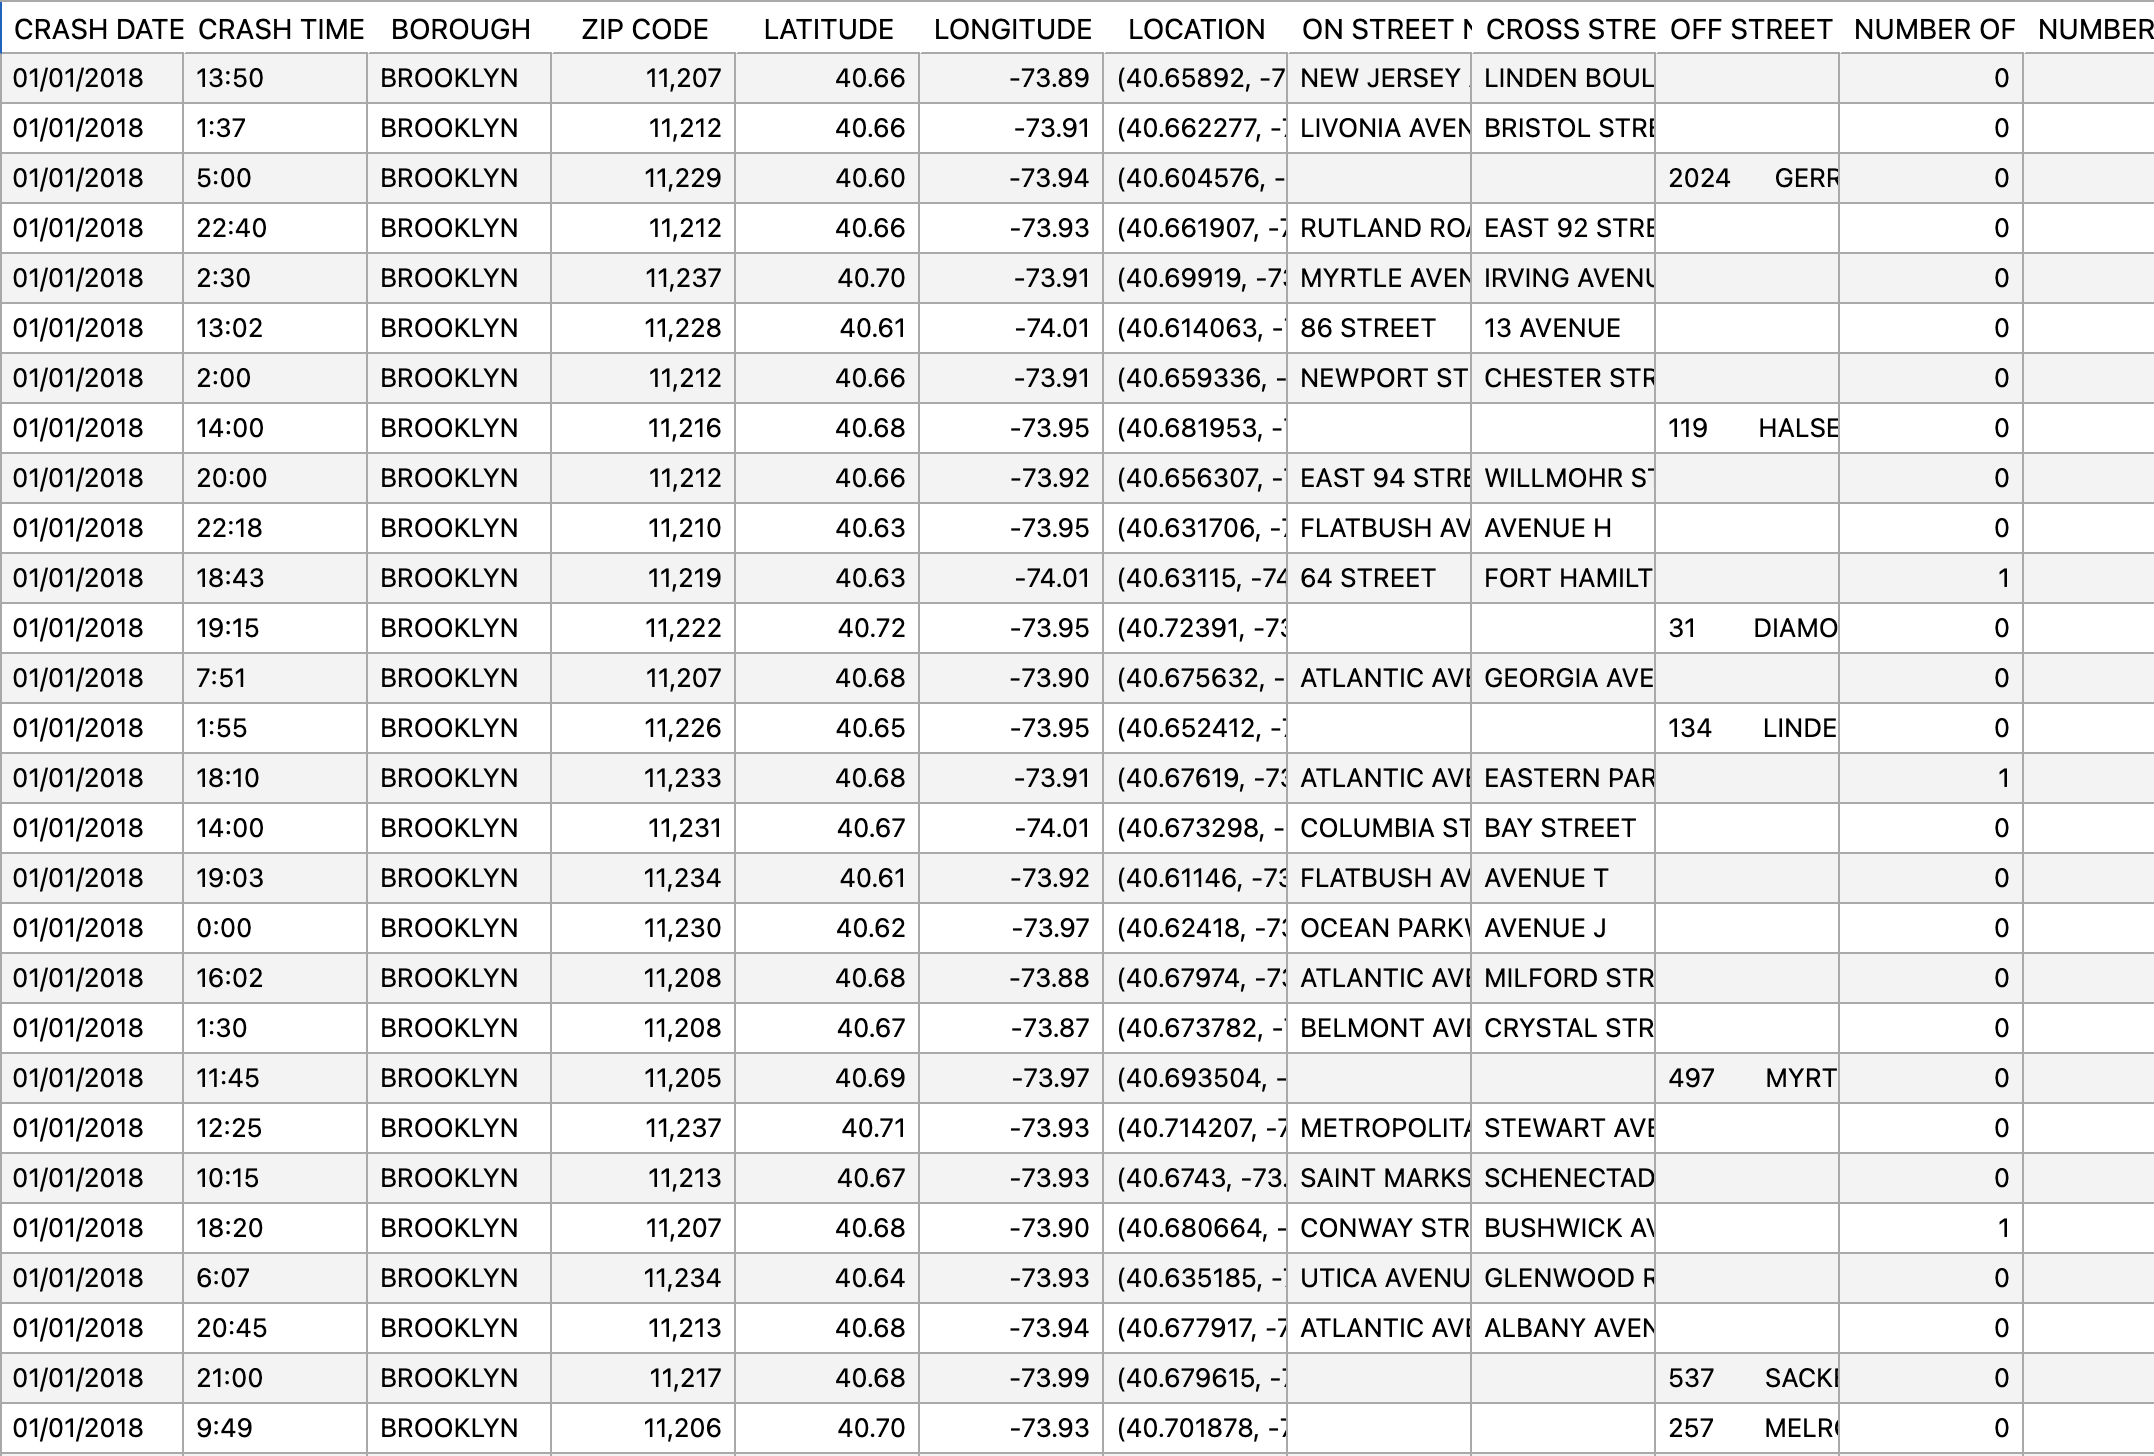 CRASH DATE CRASH TIME BOROUGH ZIP CODE LATITUDE LONGITUDE LOCATION ON STREET N CROSS STRE OFF STREET NUMBER OF NUMBER
01/01/2018 13:50 BROOKLYN 11,207 40.66 -73.89 (40.65892, -7 NEW JERSEY LINDEN BOUL 0
01/01/2018 1:37 BROOKLYN 11,212 40.66 -73.91 (40.662277, -7 LIVONIA AVEN BRISTOL STRE 0
01/01/2018 5:00 BROOKLYN 11,229 40.60 -73.94 (40.604576, - 2024 GERR 0
01/01/2018 22:40 BROOKLYN 11,212 40.66 -73.93 (40.661907, -7 RUTLAND ROA EAST 92 STRE 0
01/01/2018 2:30 BROOKLYN 11,237 40.70 -73.91 (40.69919, -73 MYRTLE AVEN IRVING AVENU 0
01/01/2018 13:02 BROOKLYN 11,228 40.61 -74.01 (40.614063, -7 86 STREET 13 AVENUE 0
01/01/2018 2:00 BROOKLYN 11,212 40.66 -73.91 (40.659336, - NEWPORT ST CHESTER STR 0
01/01/2018 14:00 BROOKLYN 11,216 40.68 -73.95 (40.681953, -7 119 HALSE 0
01/01/2018 20:00 BROOKLYN 11,212 40.66 -73.92 (40.656307, -7 EAST 94 STRE WILLMOHR ST 0
01/01/2018 22:18 BROOKLYN 11,210 40.63 -73.95 (40.631706, -7 FLATBUSH AV AVENUE H 0
01/01/2018 18:43 BROOKLYN 11,219 40.63 -74.01 (40.63115, -74 64 STREET FORT HAMILT 1
01/01/2018 19:15 BROOKLYN 11,222 40.72 -73.95 (40.72391, -73 31 DIAMO 0
01/01/2018 7:51 BROOKLYN 11,207 40.68 -73.90 (40.675632, - ATLANTIC AVE GEORGIA AVE 0
01/01/2018 1:55 BROOKLYN 11,226 40.65 -73.95 (40.652412, -7 134 LINDE 0
01/01/2018 18:10 BROOKLYN 11,233 40.68 -73.91 (40.67619, -73 ATLANTIC AVE EASTERN PAR 1
01/01/2018 14:00 BROOKLYN 11,231 40.67 -74.01 (40.673298, - COLUMBIA ST BAY STREET 0
01/01/2018 19:03 BROOKLYN 11,234 40.61 -73.92 (40.61146, -73 FLATBUSH AV AVENUE T 0
01/01/2018 0:00 BROOKLYN 11,230 40.62 -73.97 (40.62418, -73 OCEAN PARKW AVENUE J 0
01/01/2018 16:02 BROOKLYN 11,208 40.68 -73.88 (40.67974, -73 ATLANTIC AVE MILFORD STR 0
01/01/2018 1:30 BROOKLYN 11,208 40.67 -73.87 (40.673782, -7 BELMONT AVE CRYSTAL STR 0
01/01/2018 11:45 BROOKLYN 11,205 40.69 -73.97 (40.693504, - 497 MYRT 0
01/01/2018 12:25 BROOKLYN 11,237 40.71 -73.93 (40.714207, -7 METROPOLITA STEWART AVE 0
01/01/2018 10:15 BROOKLYN 11,213 40.67 -73.93 (40.6743, -73. SAINT MARKS SCHENECTAD 0
01/01/2018 18:20 BROOKLYN 11,207 40.68 -73.90 (40.680664, - CONWAY STR BUSHWICK AV 1
01/01/2018 6:07 BROOKLYN 11,234 40.64 -73.93 (40.635185, -7 UTICA AVENU GLENWOOD R 0
01/01/2018 20:45 BROOKLYN 11,213 40.68 -73.94 (40.677917, -7 ATLANTIC AVE ALBANY AVEN 0
01/01/2018 21:00 BROOKLYN 11,217 40.68 -73.99 (40.679615, -7 537 SACKE 0
01/01/2018 9:49 BROOKLYN 11,206 40.70 -73.93 (40.701878, -7 257 MELRO 0